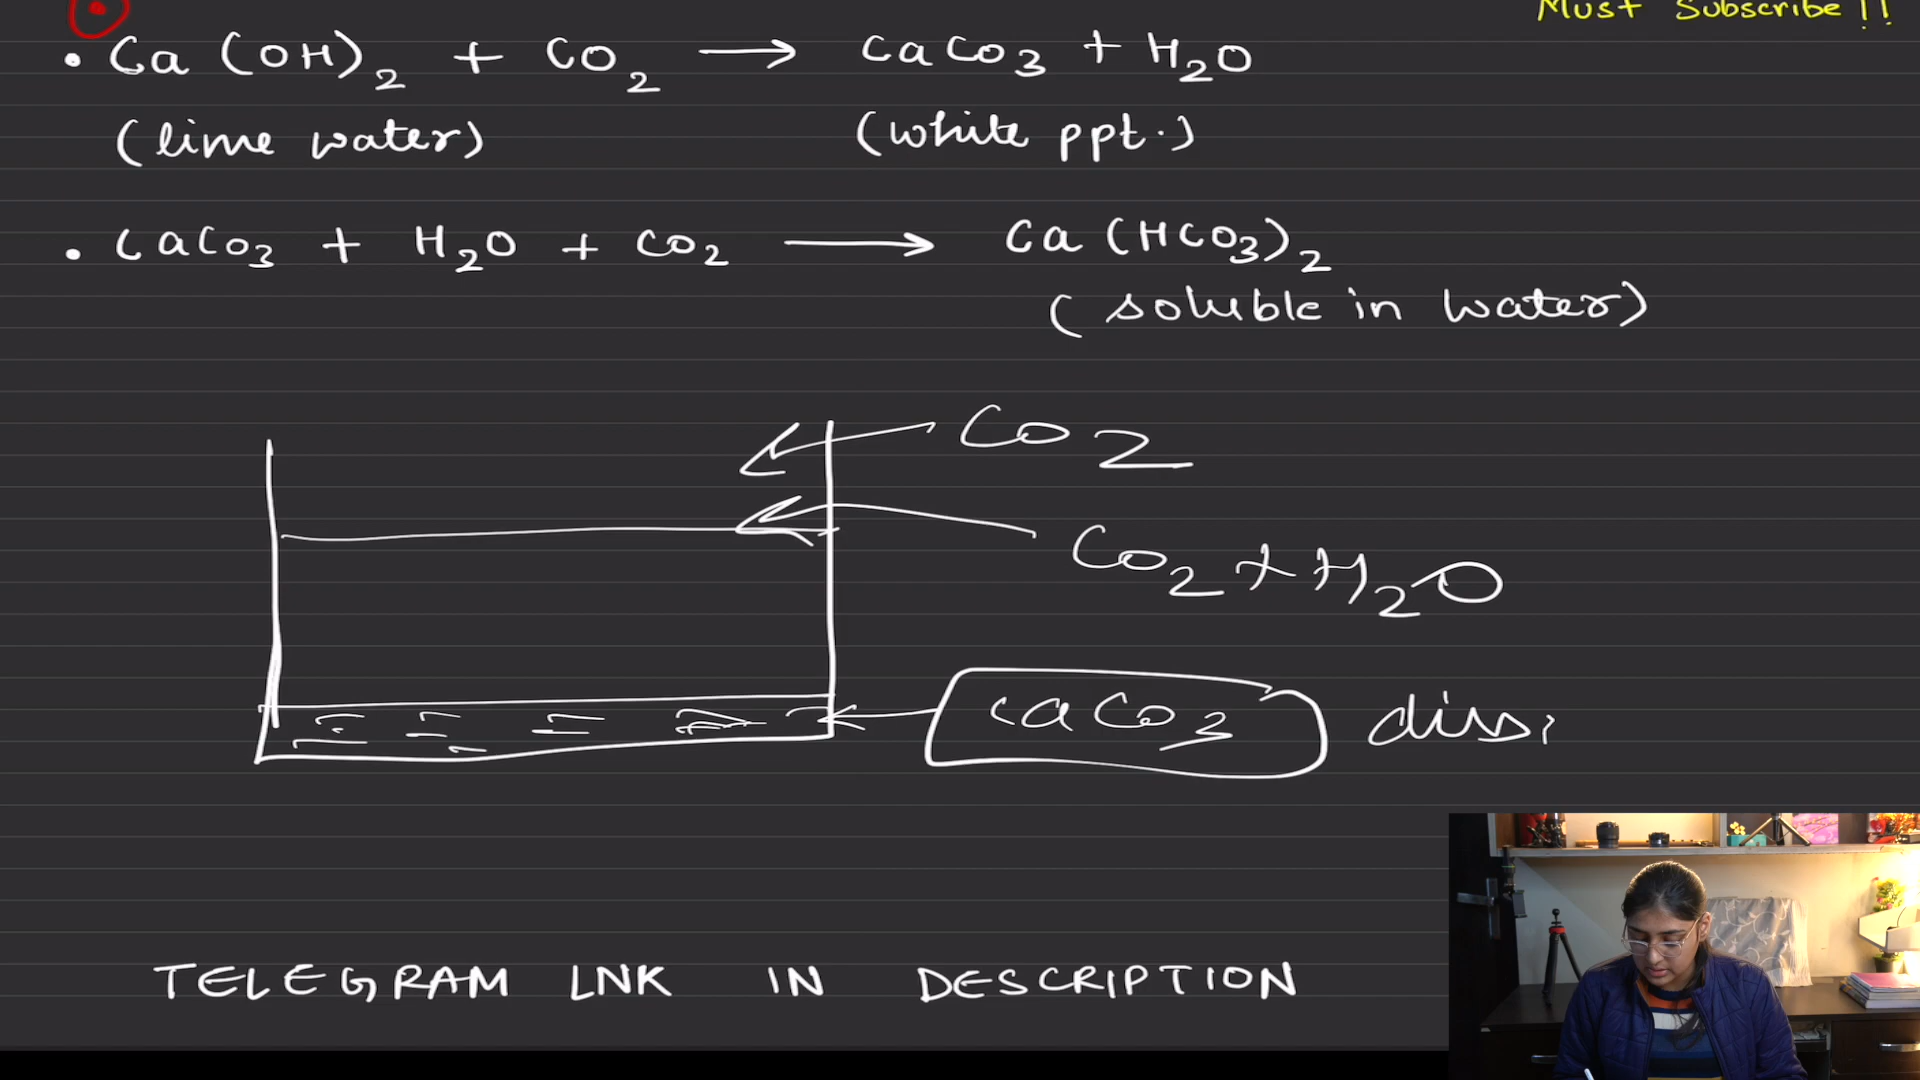 Must Subscribe!!
• Ca(OH)₂ + CO₂ ⟶ CaCO₃ + H₂O
(lime water) (white ppt.)
• CaCO₃ + H₂O + CO₂ ⟶ Ca(HCO₃)₂
(soluble in water)
CO₂
CO₂ + H₂O
CaCO₃
TELEGRAM LNK IN DESCRIPTION